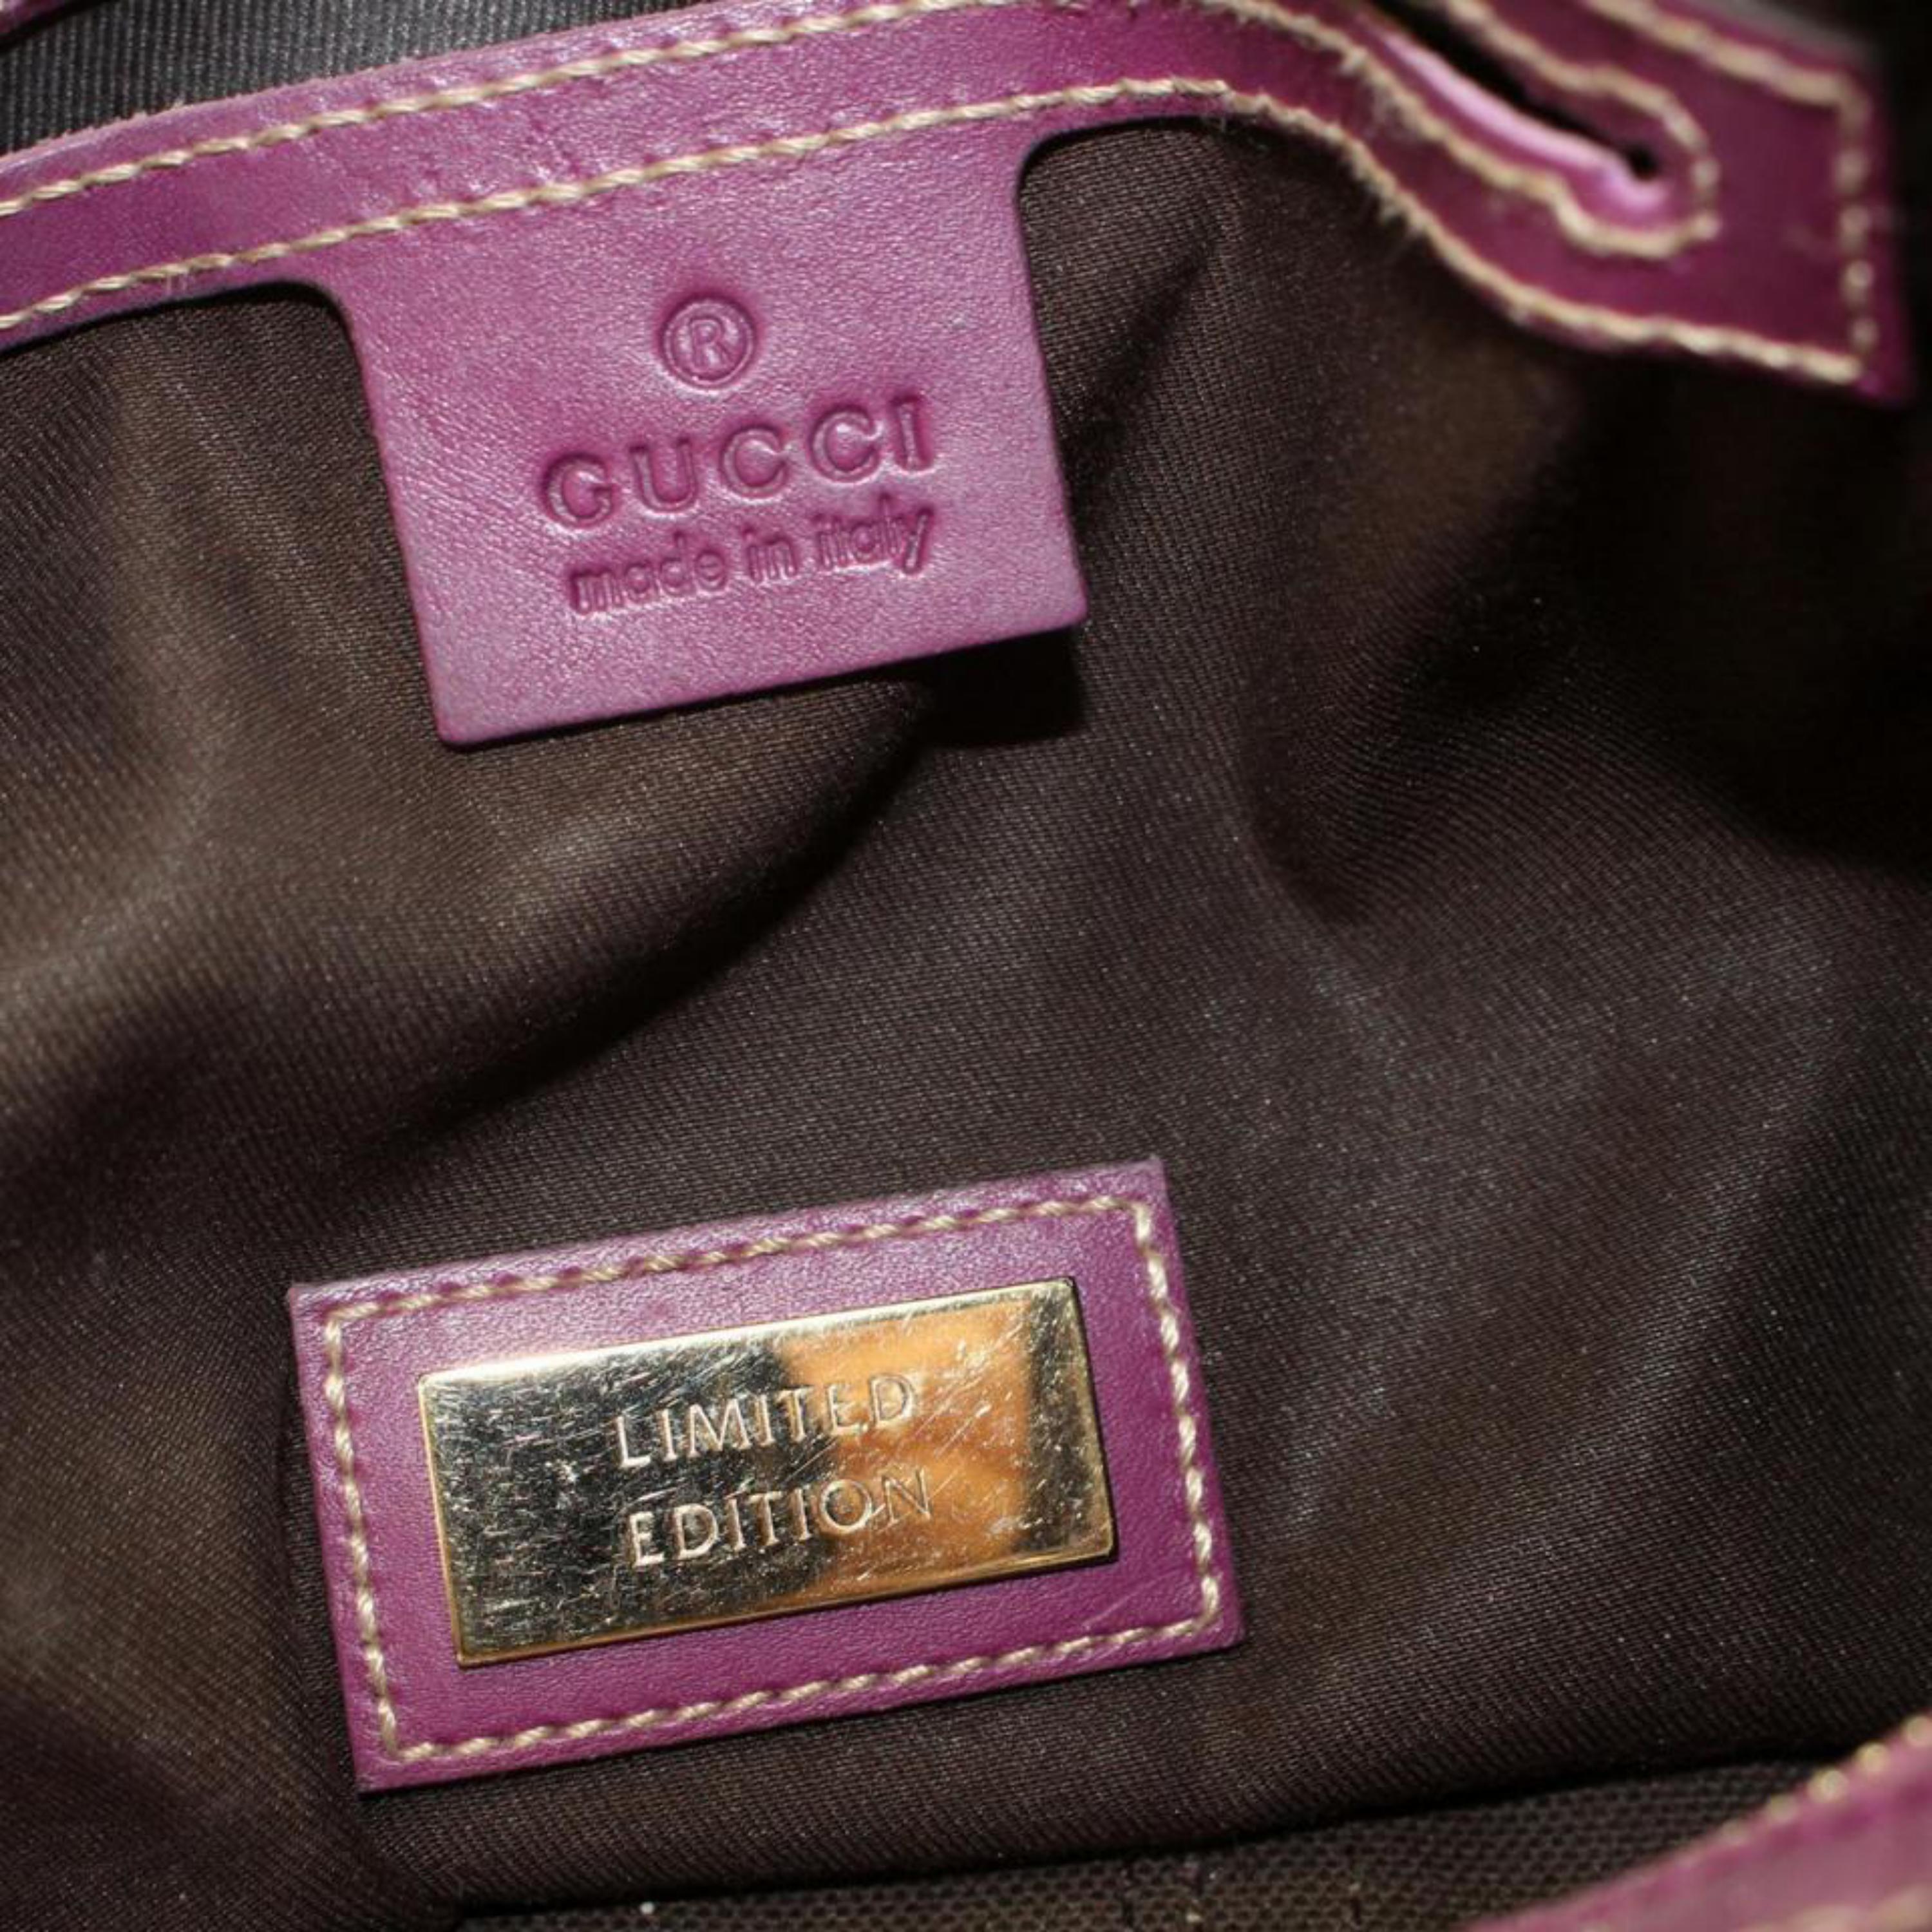 ®
GUCCI
made in italy
LIMITED
EDITION